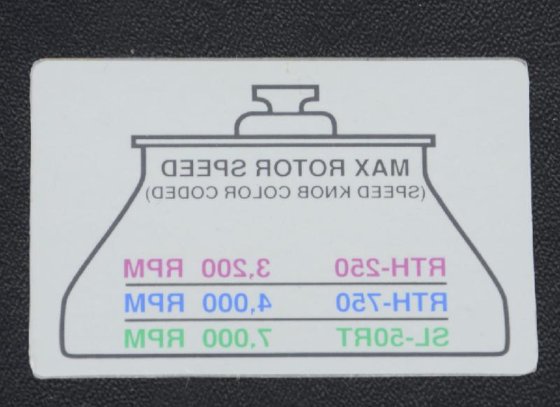 MAX ROTOR SPEED
(SPEED KNOB COLOR CODED)
RTH-250 3,200 RPM
RTH-750 4,000 RPM
SL-50RT 7,000 RPM